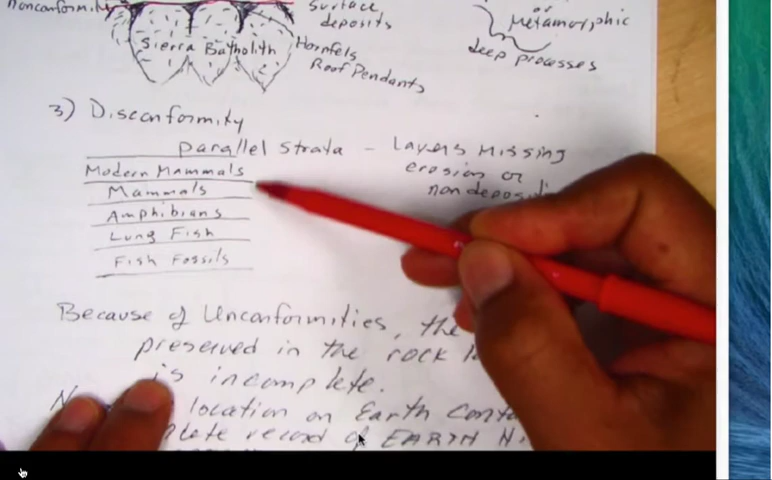 nonconformity
Surface
deposits
Sierra Batholith
Hornfels
Roof Pendants
or
Metamorphic
deep processes
3) Disconformity
parallel strata - Layers Missing
erosion or
Modern Mammals
Mammals
Amphibians
Lung Fish
Fish Fossils
Because of Unconformities, the
preserved in the rock
is incomplete.
location on Earth
record of EARTH